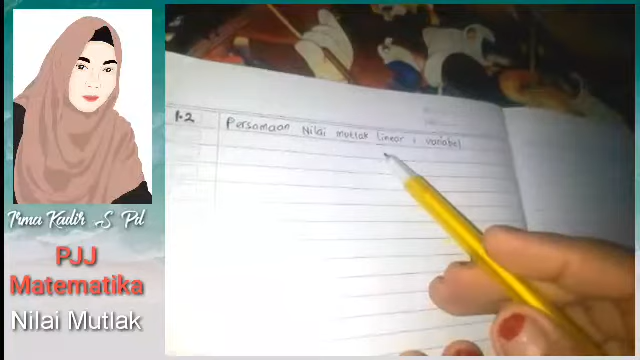 Irma Kadir S Pd
PJJ
Matematika
Nilai Mutlak
1.2
Persamaan Nilai mutlak linear 1 variabel